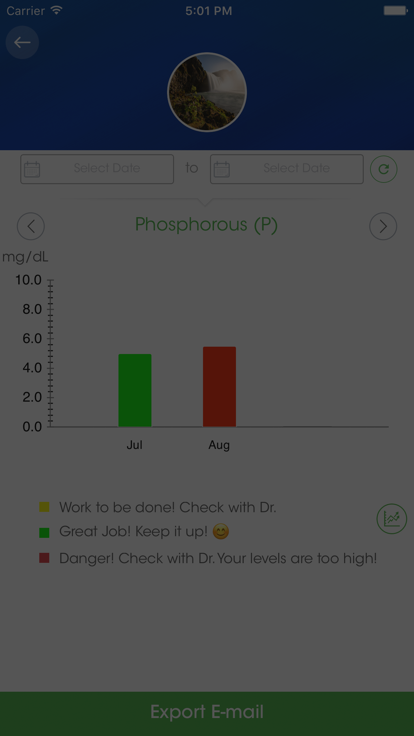 Carrier 5:01 PM
Select Date to Select Date
Phosphorous (P)
mg/dL
10.0
8.0
6.0
4.0
2.0
0.0
Jul Aug
Work to be done! Check with Dr.
Great Job! Keep it up! 😊
Danger! Check with Dr. Your levels are too high!
Export E-mail